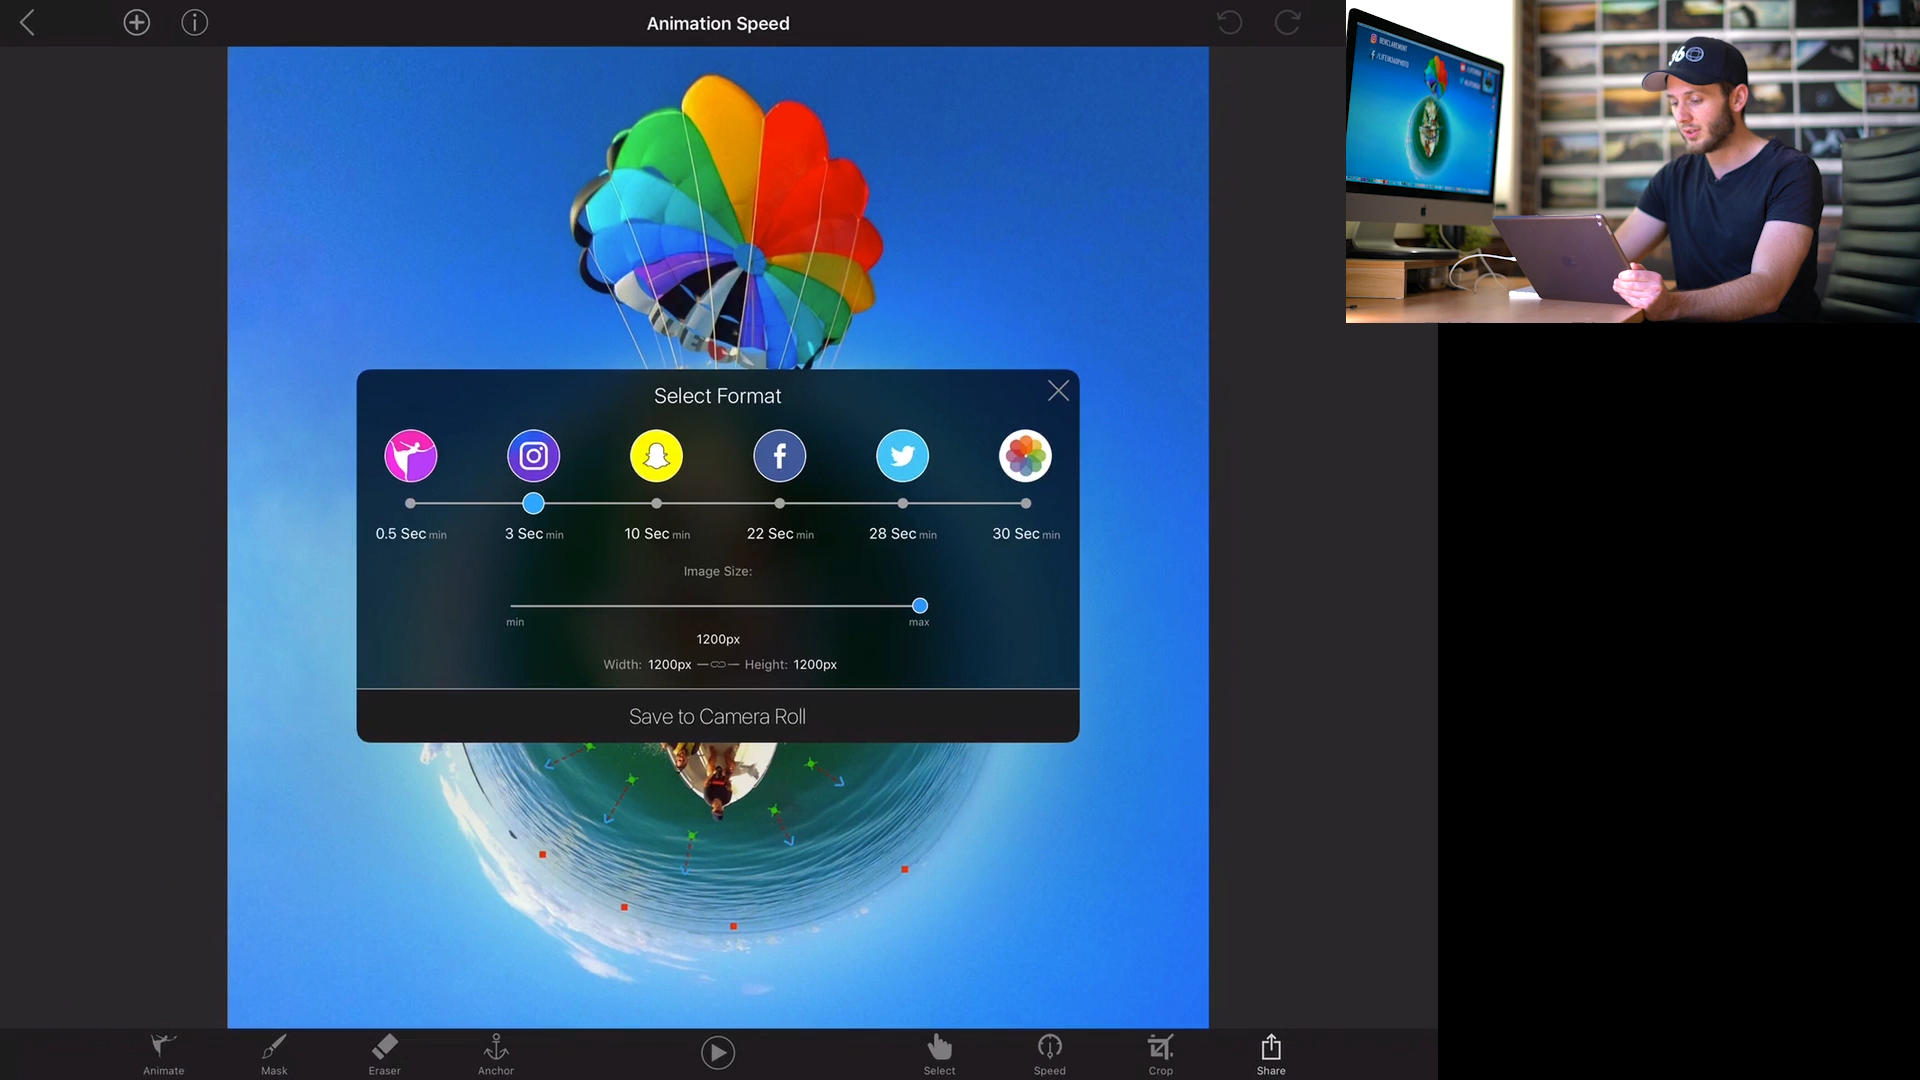 Animation Speed
Select Format
0.5 Sec min
3 Sec min
10 Sec min
22 Sec min
28 Sec min
30 Sec min
Image Size:
min
max
1200px
Width: 1200px
Height: 1200px
Save to Camera Roll
Animate
Mask
Eraser
Anchor
Select
Speed
Crop
Share
360